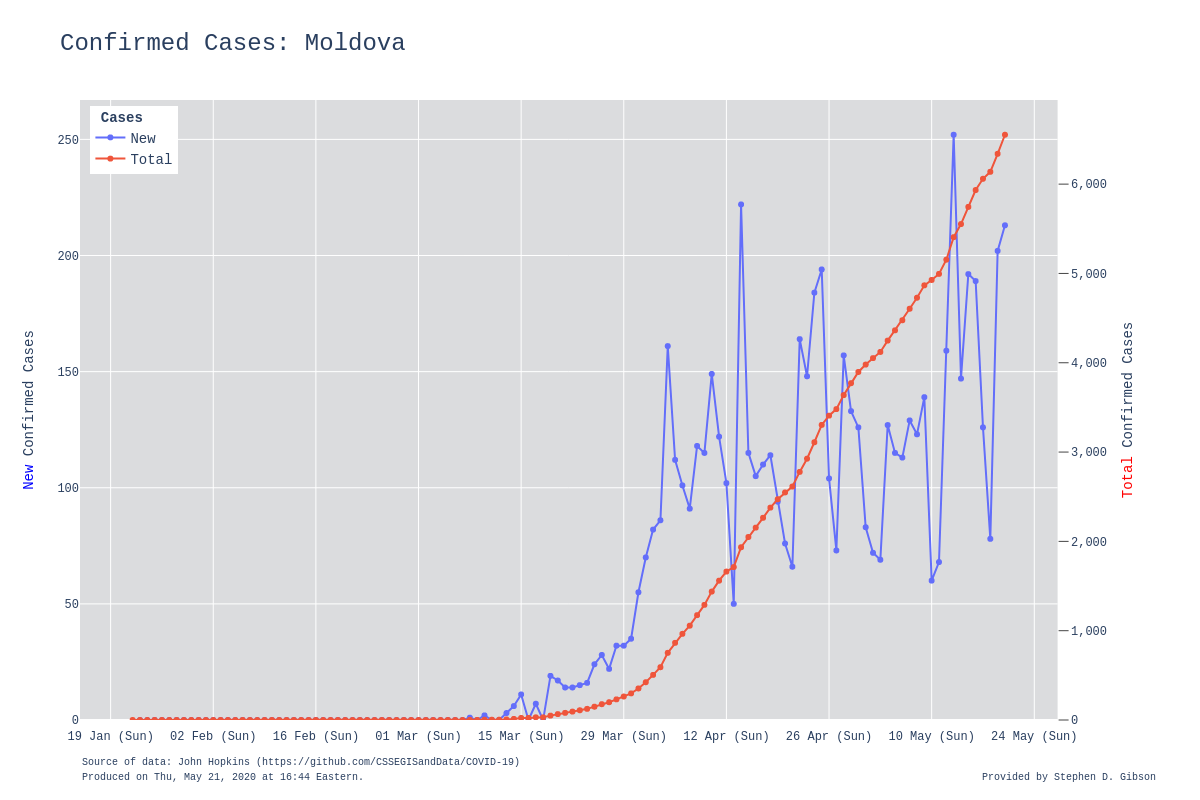 Confirmed Cases: Moldova
Cases
New
Total
250
200
150
100
50
0
6,000
5,000
4,000
3,000
2,000
1,000
0
New Confirmed Cases
Total Confirmed Cases
19 Jan (Sun) 02 Feb (Sun) 16 Feb (Sun) 01 Mar (Sun) 15 Mar (Sun) 29 Mar (Sun) 12 Apr (Sun) 26 Apr (Sun) 10 May (Sun) 24 May (Sun)
Source of data: John Hopkins (https://github.com/CSSEGISandData/COVID-19)
Produced on Thu, May 21, 2020 at 16:44 Eastern.
Provided by Stephen D. Gibson